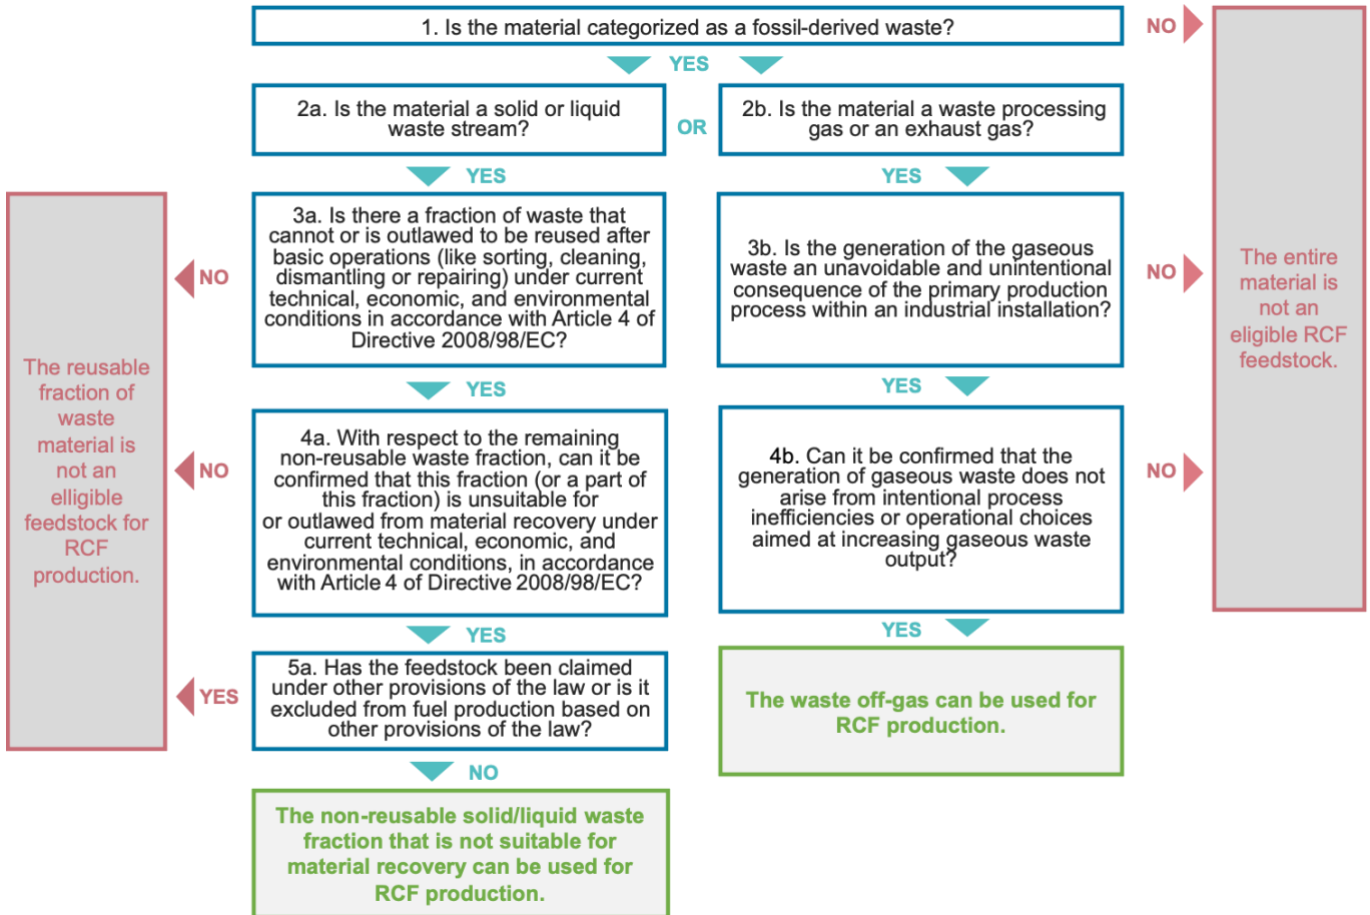 1. Is the material categorized as a fossil-derived waste?
NO
YES
2a. Is the material a solid or liquid
waste stream?
OR
2b. Is the material a waste processing
gas or an exhaust gas?
YES
YES
3a. Is there a fraction of waste that
cannot or is outlawed to be reused after
basic operations (like sorting, cleaning,
dismantling or repairing) under current
technical, economic, and environmental
conditions in accordance with Article 4 of
Directive 2008/98/EC?
NO
3b. Is the generation of the gaseous
waste an unavoidable and unintentional
consequence of the primary production
process within an industrial installation?
NO
The entire
material is
not an
eligible RCF
feedstock.
The reusable
fraction of
waste
material is
not an
elligible
feedstock for
RCF
production.
YES
YES
4a. With respect to the remaining
non-reusable waste fraction, can it be
confirmed that this fraction (or a part of
this fraction) is unsuitable for
or outlawed from material recovery under
current technical, economic, and
environmental conditions, in accordance
with Article 4 of Directive 2008/98/EC?
NO
4b. Can it be confirmed that the
generation of gaseous waste does not
arise from intentional process
inefficiencies or operational choices
aimed at increasing gaseous waste
output?
NO
YES
YES
5a. Has the feedstock been claimed
under other provisions of the law or is it
excluded from fuel production based on
other provisions of the law?
YES
The waste off-gas can be used for
RCF production.
NO
The non-reusable solid/liquid waste
fraction that is not suitable for
material recovery can be used for
RCF production.